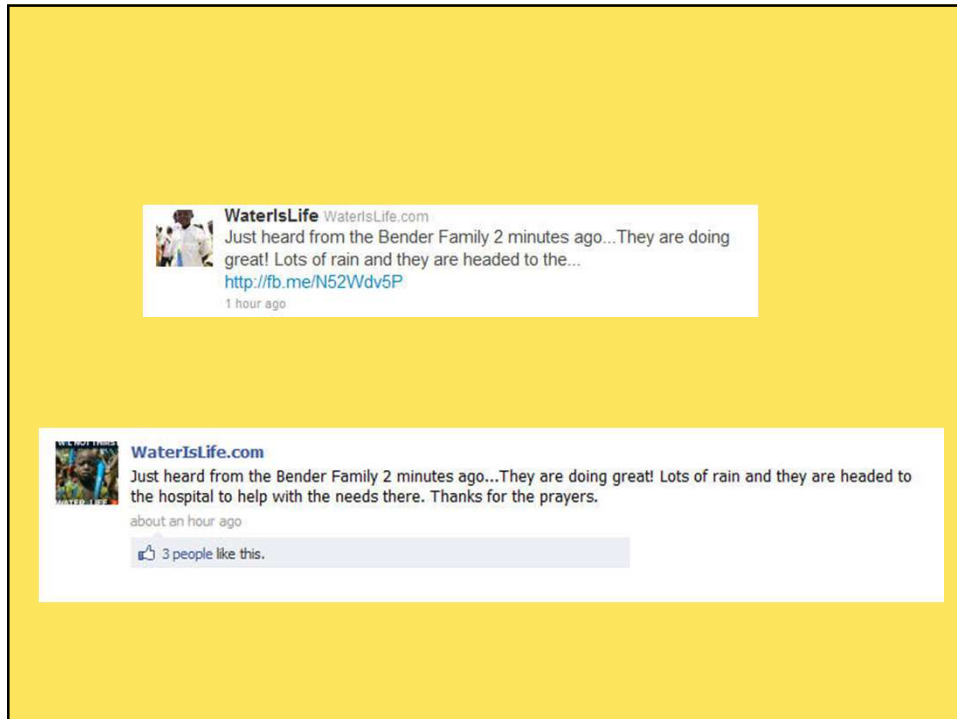 WaterIsLife WaterIsLife.com
Just heard from the Bender Family 2 minutes ago...They are doing
great! Lots of rain and they are headed to the...
http://fb.me/N52Wdv5P
1 hour ago
WaterIsLife.com
Just heard from the Bender Family 2 minutes ago...They are doing great! Lots of rain and they are headed to
the hospital to help with the needs there. Thanks for the prayers.
about an hour ago
3 people like this.